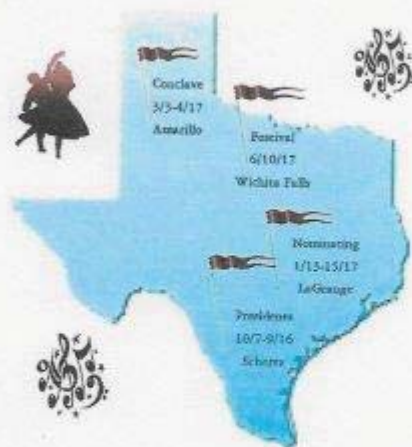 Conclave
3/3-4/17
Amarillo
Festival
6/10/17
Wichita Falls
Nominating
1/13-15/17
LaGrange
Presidents
10/7-9/16
Schertz